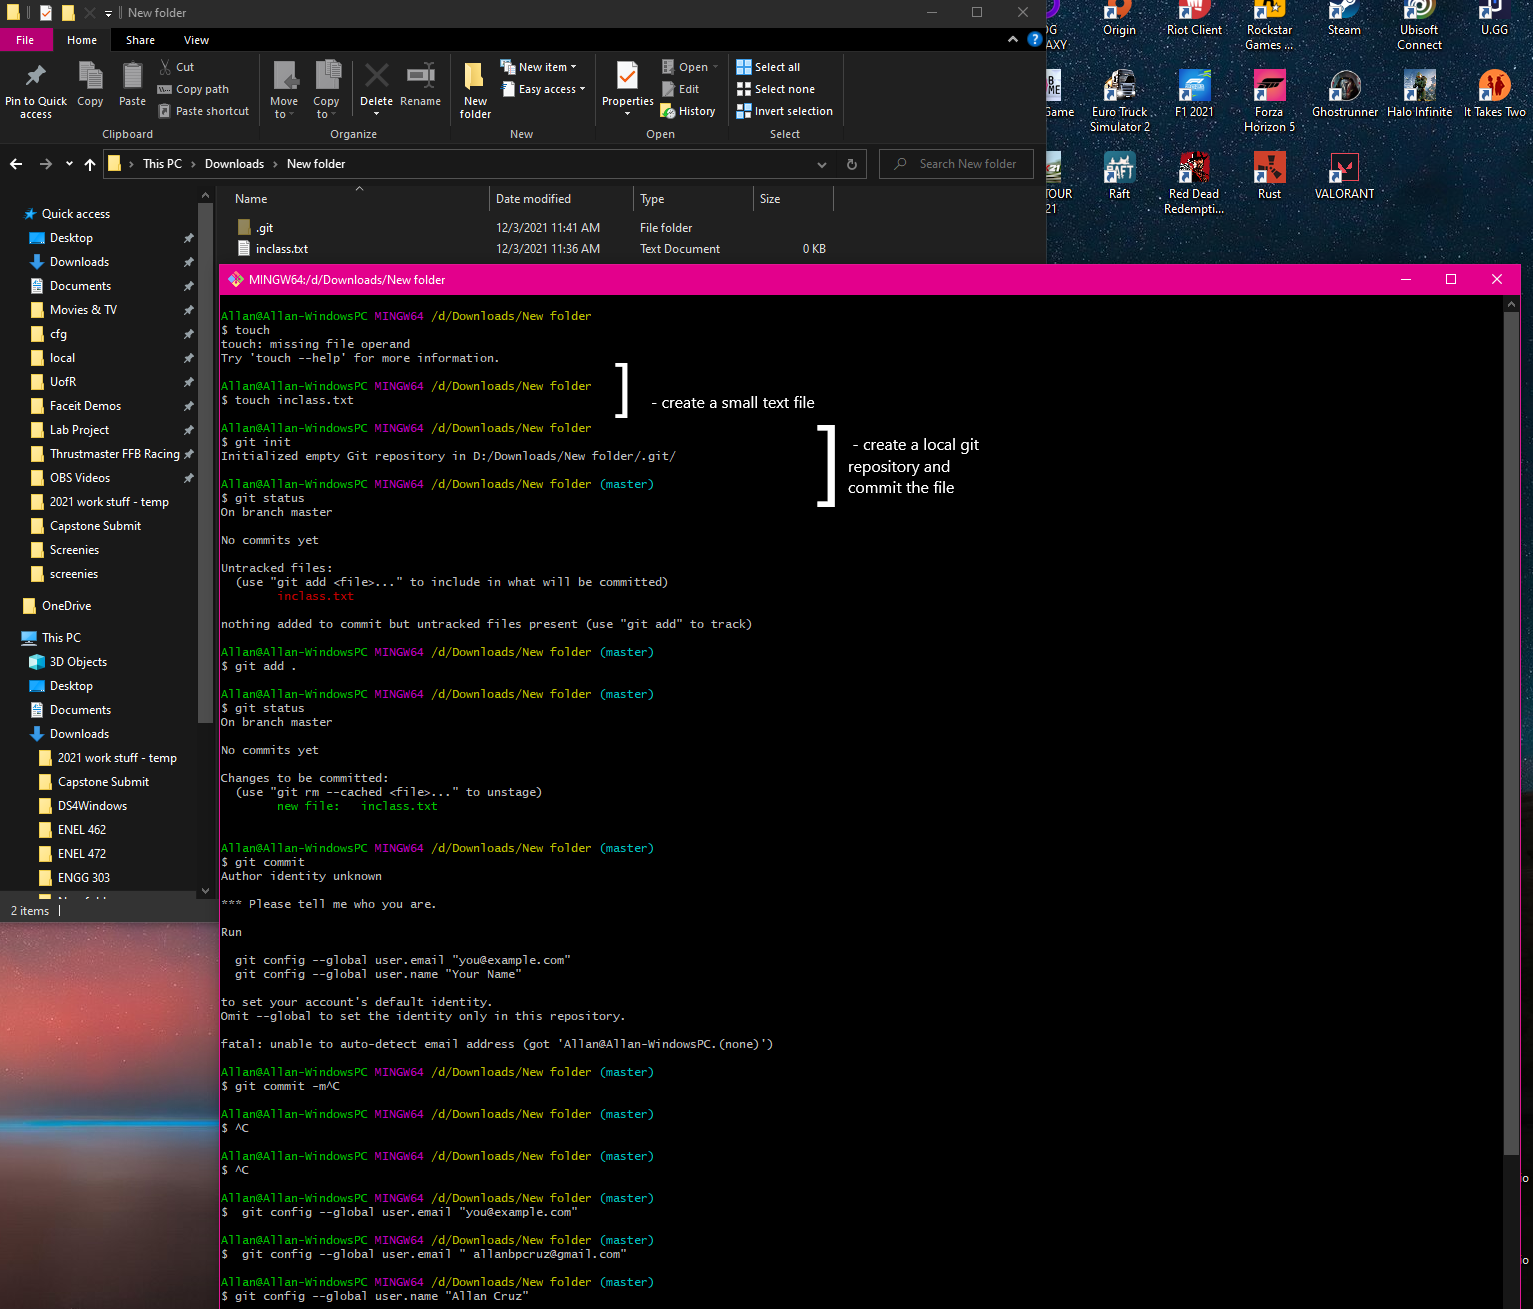 New folder
File Home Share View
Pin to Quick access
Copy
Paste
Cut
Copy path
Paste shortcut
Clipboard
Move to
Copy to
Delete
Rename
Organize
New folder
New item
Easy access
New
Properties
Open
Edit
History
Open
Select all
Select none
Invert selection
Select
This PC > Downloads > New folder
Search New folder
Name Date modified Type Size
.git 12/3/2021 11:41 AM File folder
inclass.txt 12/3/2021 11:36 AM Text Document 0 KB
Quick access
Desktop
Downloads
Documents
Movies & TV
cfg
local
UofR
Faceit Demos
Lab Project
Thrustmaster FFB Racing
OBS Videos
2021 work stuff - temp
Capstone Submit
Screenies
screenies
OneDrive
This PC
3D Objects
Desktop
Documents
Downloads
2021 work stuff - temp
Capstone Submit
DS4Windows
ENEL 462
ENEL 472
ENGG 303
2 items
AXY
Origin
Riot Client
Rockstar Games ...
Steam
Ubisoft Connect
U.GG
Euro Truck Simulator 2
F1 2021
Forza Horizon 5
Ghostrunner
Halo Infinite
It Takes Two
TOUR
21
Raft
Red Dead Redempti...
Rust
VALORANT
MINGW64:/d/Downloads/New folder
Allan@Allan-WindowsPC MINGW64 /d/Downloads/New folder
$ touch
touch: missing file operand
Try 'touch --help' for more information.
Allan@Allan-WindowsPC MINGW64 /d/Downloads/New folder
$ touch inclass.txt
- create a small text file
Allan@Allan-WindowsPC MINGW64 /d/Downloads/New folder
$ git init
Initialized empty Git repository in D:/Downloads/New folder/.git/
- create a local git
repository and
commit the file
Allan@Allan-WindowsPC MINGW64 /d/Downloads/New folder (master)
$ git status
On branch master
No commits yet
Untracked files:
(use "git add <file>..." to include in what will be committed)
inclass.txt
nothing added to commit but untracked files present (use "git add" to track)
Allan@Allan-WindowsPC MINGW64 /d/Downloads/New folder (master)
$ git add .
Allan@Allan-WindowsPC MINGW64 /d/Downloads/New folder (master)
$ git status
On branch master
No commits yet
Changes to be committed:
(use "git rm --cached <file>..." to unstage)
new file:   inclass.txt
Allan@Allan-WindowsPC MINGW64 /d/Downloads/New folder (master)
$ git commit
Author identity unknown
*** Please tell me who you are.
Run
git config --global user.email "you@example.com"
git config --global user.name "Your Name"
to set your account's default identity.
Omit --global to set the identity only in this repository.
fatal: unable to auto-detect email address (got 'Allan@Allan-WindowsPC.(none)')
Allan@Allan-WindowsPC MINGW64 /d/Downloads/New folder (master)
$ git commit -m^C
Allan@Allan-WindowsPC MINGW64 /d/Downloads/New folder (master)
$ ^C
Allan@Allan-WindowsPC MINGW64 /d/Downloads/New folder (master)
$ ^C
Allan@Allan-WindowsPC MINGW64 /d/Downloads/New folder (master)
$  git config --global user.email "you@example.com"
Allan@Allan-WindowsPC MINGW64 /d/Downloads/New folder (master)
$  git config --global user.email " allanbpcruz@gmail.com"
Allan@Allan-WindowsPC MINGW64 /d/Downloads/New folder (master)
$ git config --global user.name "Allan Cruz"